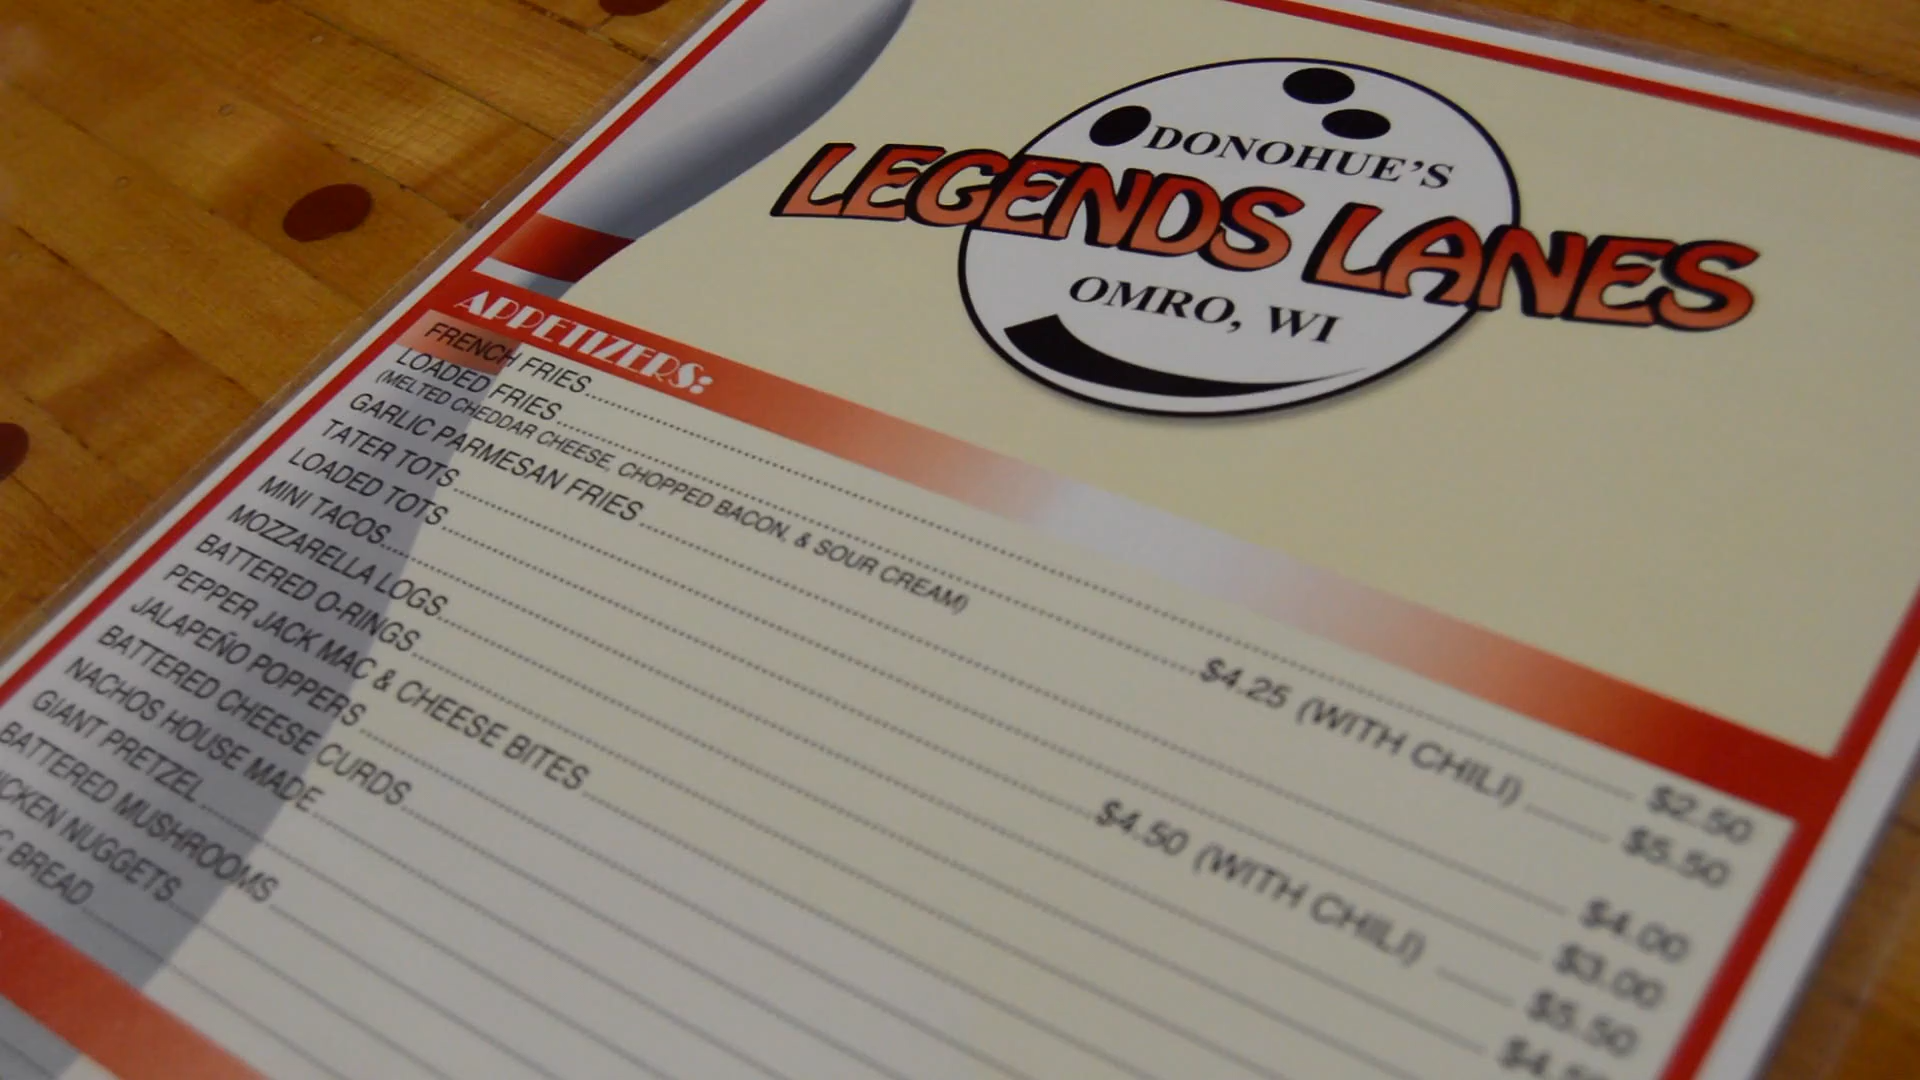 DONOHUE'S
LEGENDS LANES
OMRO, WI
APPETIZERS:
FRENCH FRIES $2.50
LOADED FRIES $4.25 (WITH CHILI) $5.50
(MELTED CHEDDAR CHEESE, CHOPPED BACON, & SOUR CREAM)
GARLIC PARMESAN FRIES $4.00
TATER TOTS $3.00
LOADED TOTS $4.50 (WITH CHILI) $5.50
MINI TACOS
MOZZARELLA LOGS
BATTERED O-RINGS
PEPPER JACK MAC & CHEESE BITES
JALAPEÑO POPPERS
BATTERED CHEESE CURDS
NACHOS HOUSE MADE
GIANT PRETZEL
BATTERED MUSHROOMS
NUGGETS
BREAD